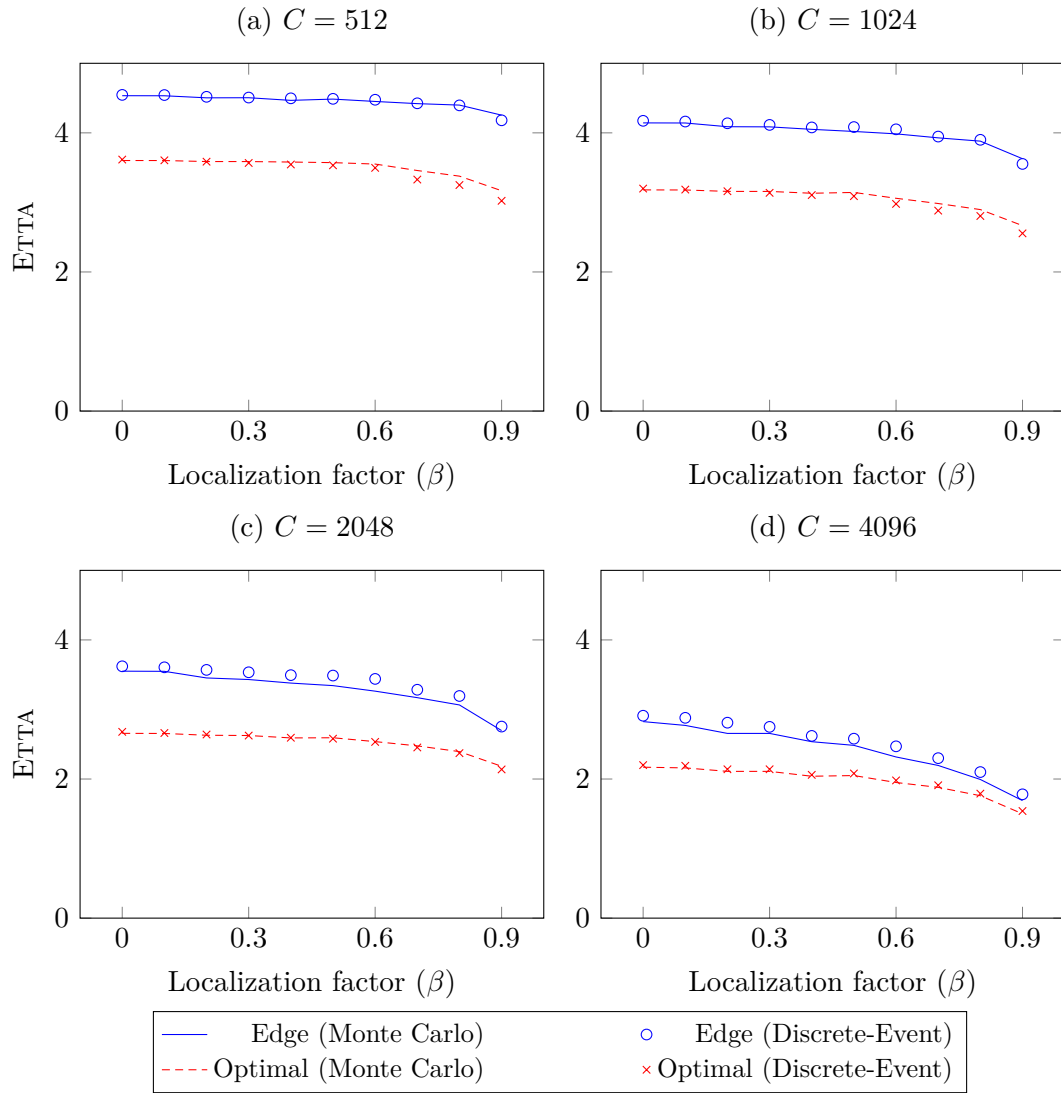 (a) C = 512
(b) C = 1024
4
2
0
ETTA
0 0.3 0.6 0.9
Localization factor (β)
4
2
0
0 0.3 0.6 0.9
Localization factor (β)
(c) C = 2048
(d) C = 4096
4
2
0
ETTA
0 0.3 0.6 0.9
Localization factor (β)
4
2
0
0 0.3 0.6 0.9
Localization factor (β)
Edge (Monte Carlo) Edge (Discrete-Event)
Optimal (Monte Carlo) Optimal (Discrete-Event)